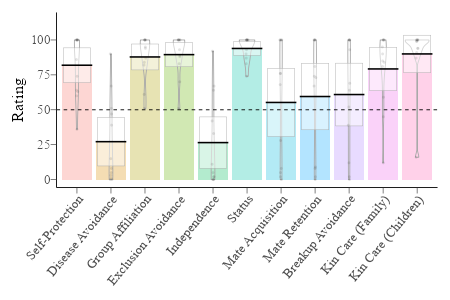 100
75
50
25
0
Rating
Self-Protection
Disease Avoidance
Group Affiliation
Exclusion Avoidance
Independence
Status
Mate Acquisition
Mate Retention
Breakup Avoidance
Kin Care (Family)
Kin Care (Children)